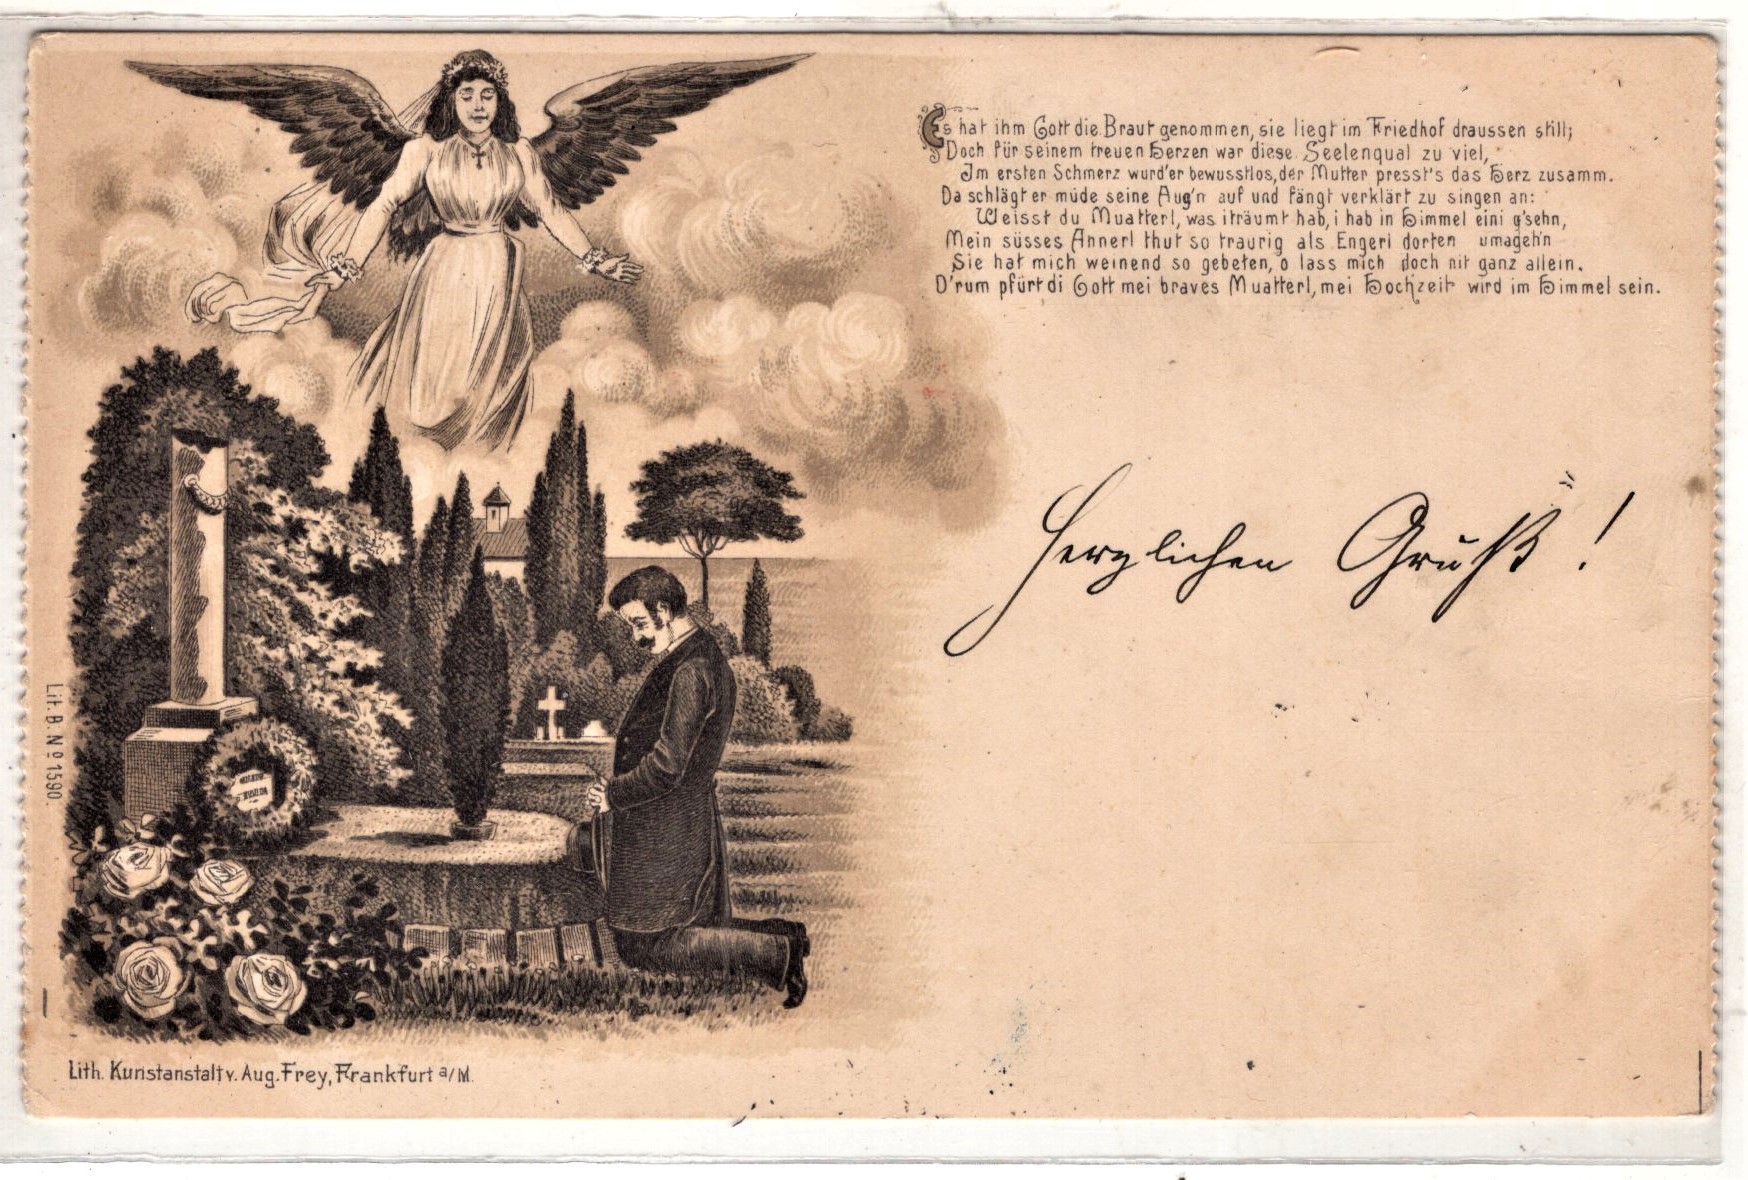 Es hat ihm Gott die Braut genommen, sie liegt im Friedhof draussen still;
Doch für seinem treuen Herzen war diese Seelenqual zu viel,
Im ersten Schmerz wurd'er bewusstlos, der Mutter presst's das Herz zusamm.
Da schlägt er müde seine Aug'n auf und fängt verklärt zu singen an:
Weisst du Muatterl, was i träumt hab, i hab in Himmel eini g'sehn,
Mein süsses Annerl thut so traurig als Engerl dorten umageh'n
Sie hat mich weinend so gebeten, o lass mich doch nit ganz allein.
D'rum pfürt di Gott mei braves Muatterl, mei Hochzeit wird im Himmel sein.
Herzlichen Gruß!
Lit. B. No 1590.
Lith. Kunstanstalt v. Aug. Frey, Frankfurt a/M.